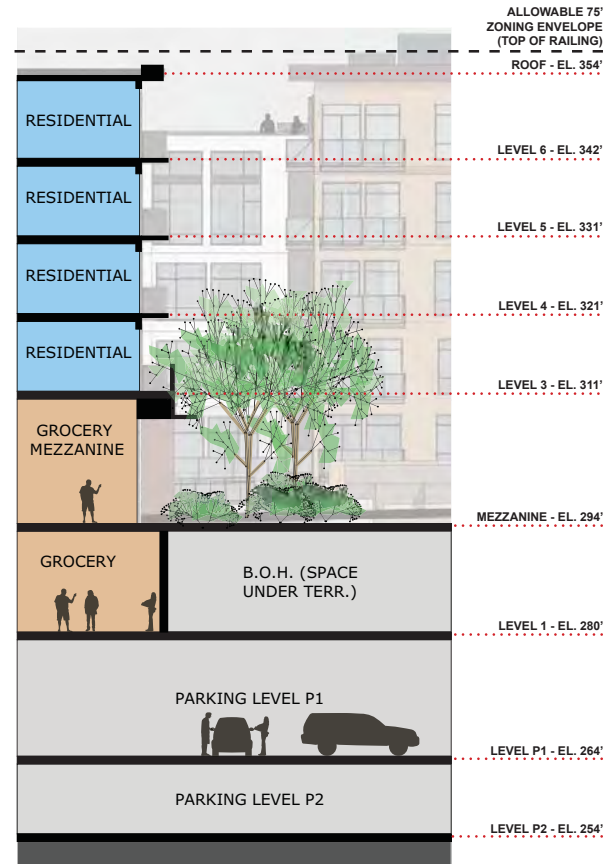 ALLOWABLE 75'
ZONING ENVELOPE
(TOP OF RAILING)
ROOF - EL. 354'
RESIDENTIAL
LEVEL 6 - EL. 342'
RESIDENTIAL
LEVEL 5 - EL. 331'
RESIDENTIAL
LEVEL 4 - EL. 321'
RESIDENTIAL
LEVEL 3 - EL. 311'
GROCERY
MEZZANINE
MEZZANINE - EL. 294'
GROCERY
B.O.H. (SPACE
UNDER TERR.)
LEVEL 1 - EL. 280'
PARKING LEVEL P1
LEVEL P1 - EL. 264'
PARKING LEVEL P2
LEVEL P2 - EL. 254'